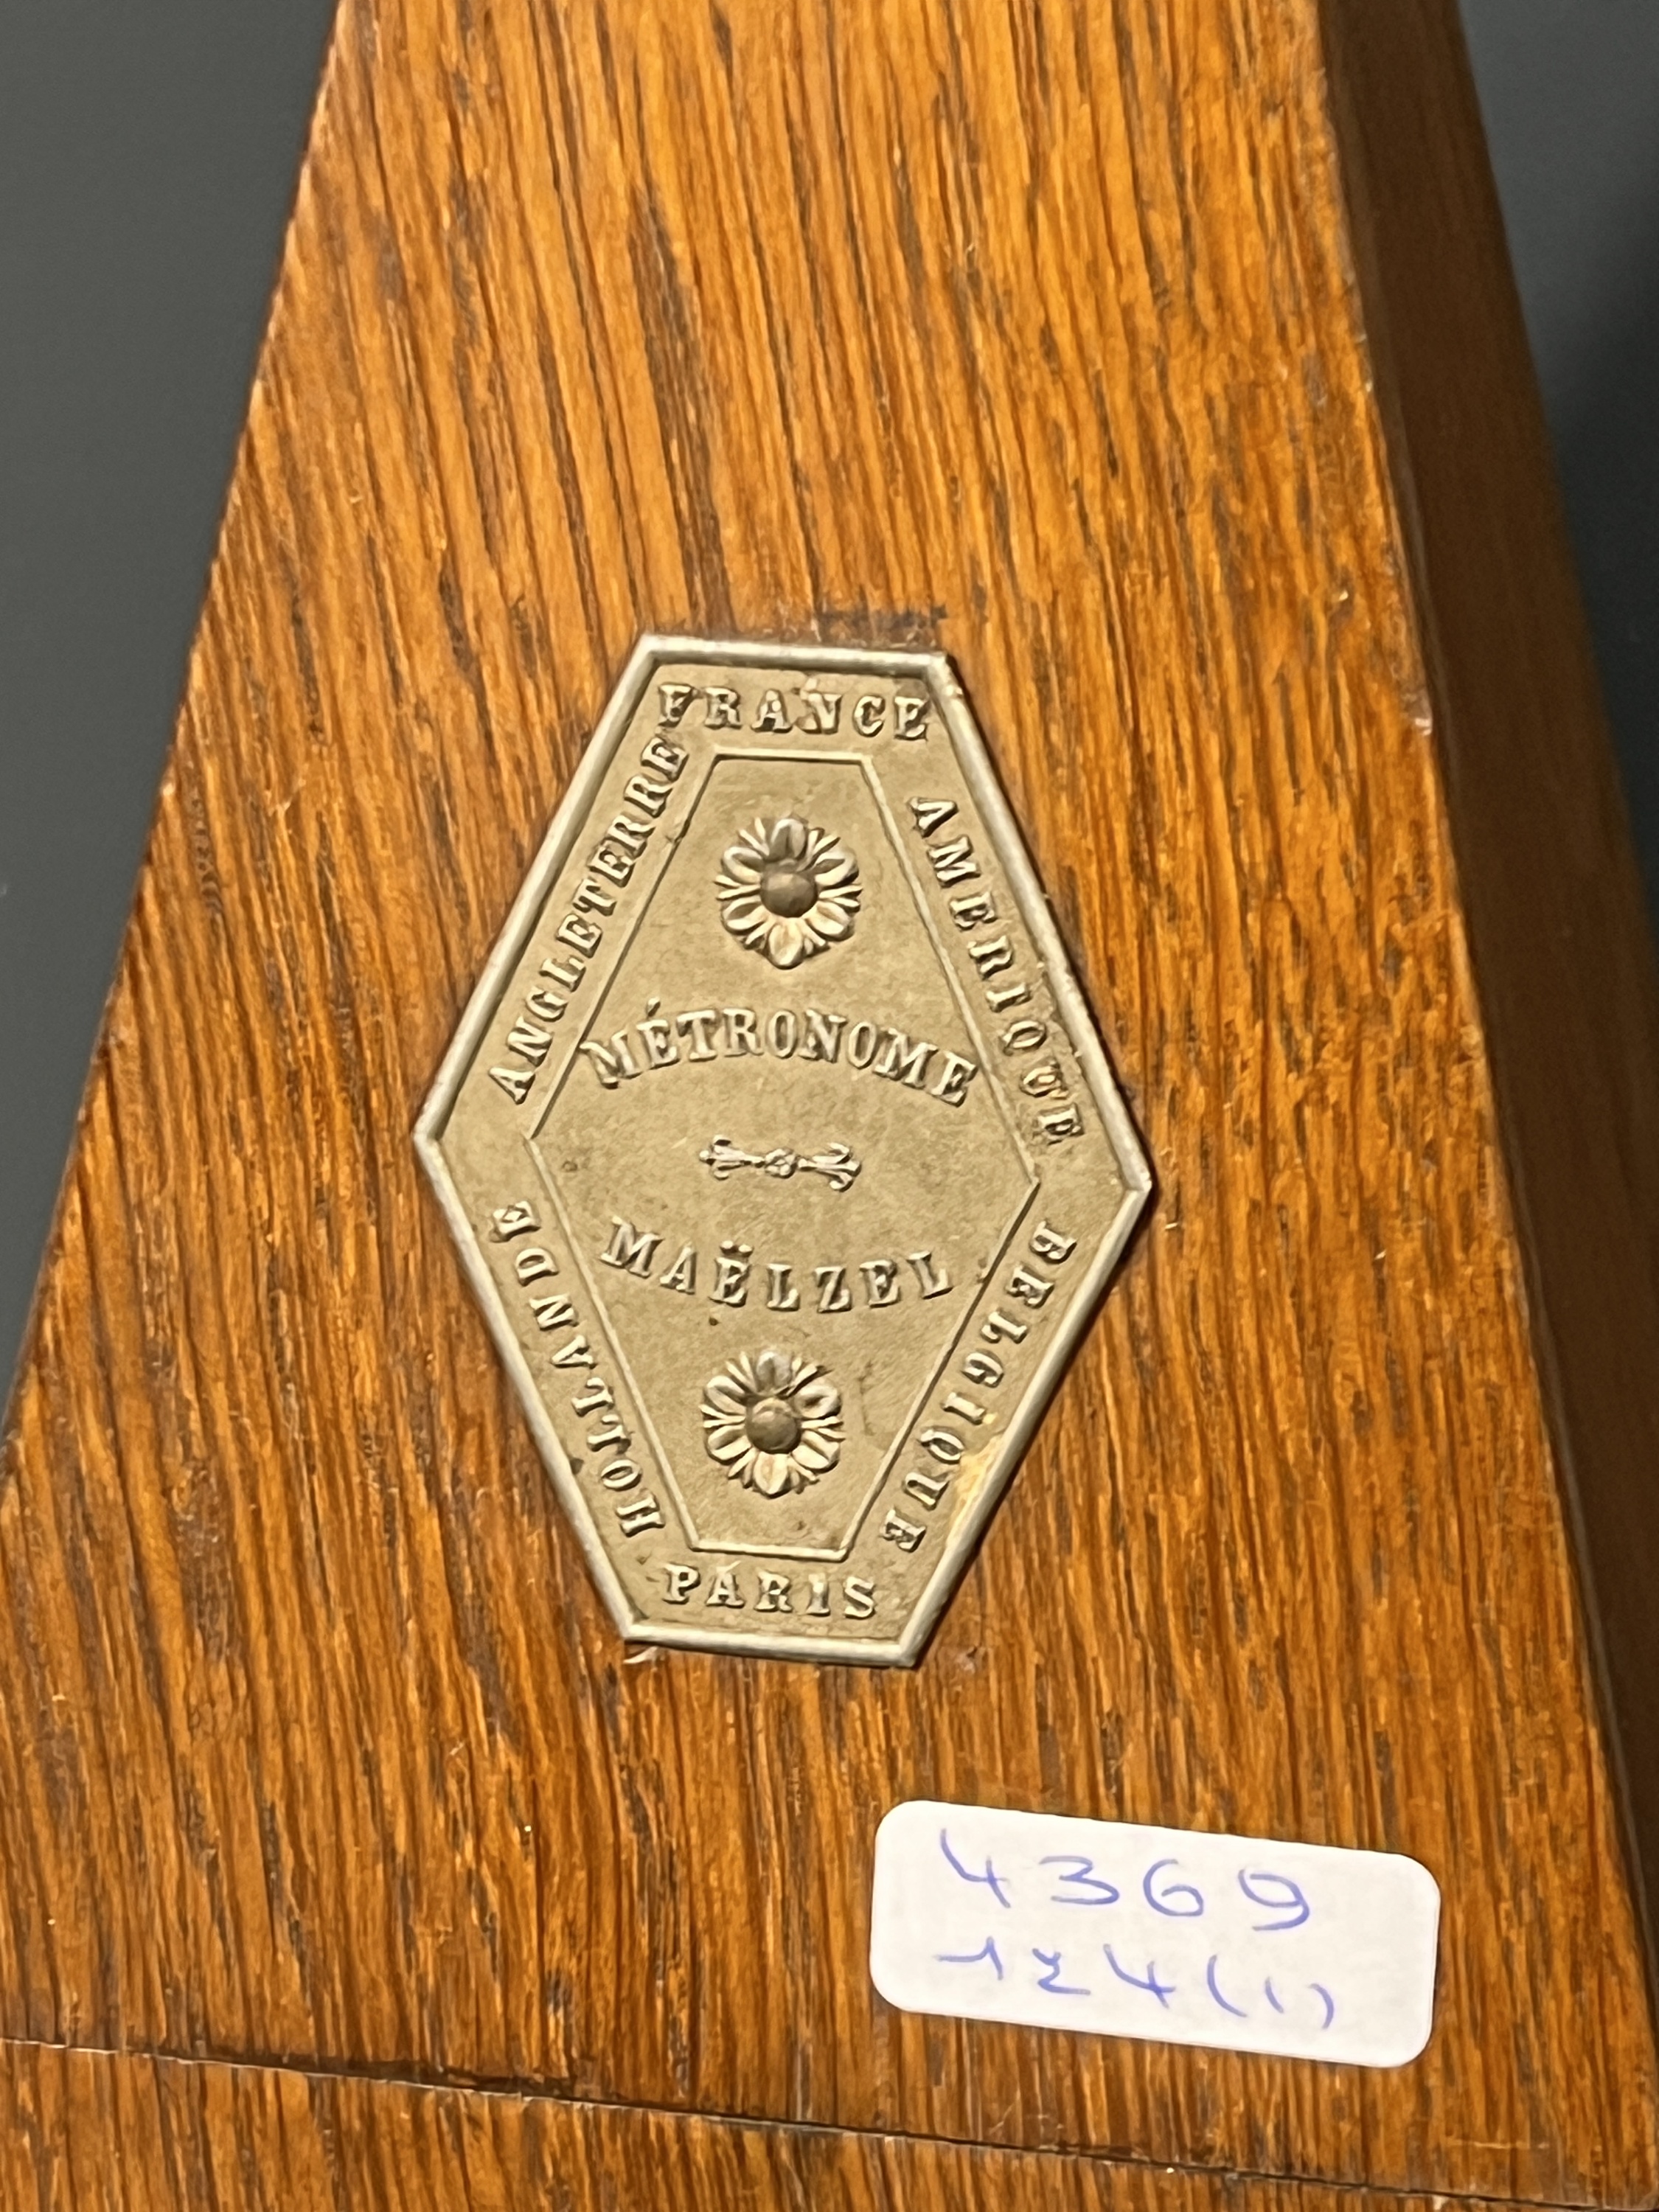 FRANCE
AMERIQUE
BELGIQUE
PARIS
HOLLANDE
ANGLETERRE
MÉTRONOME
MAËLZEL
4369
124(1)